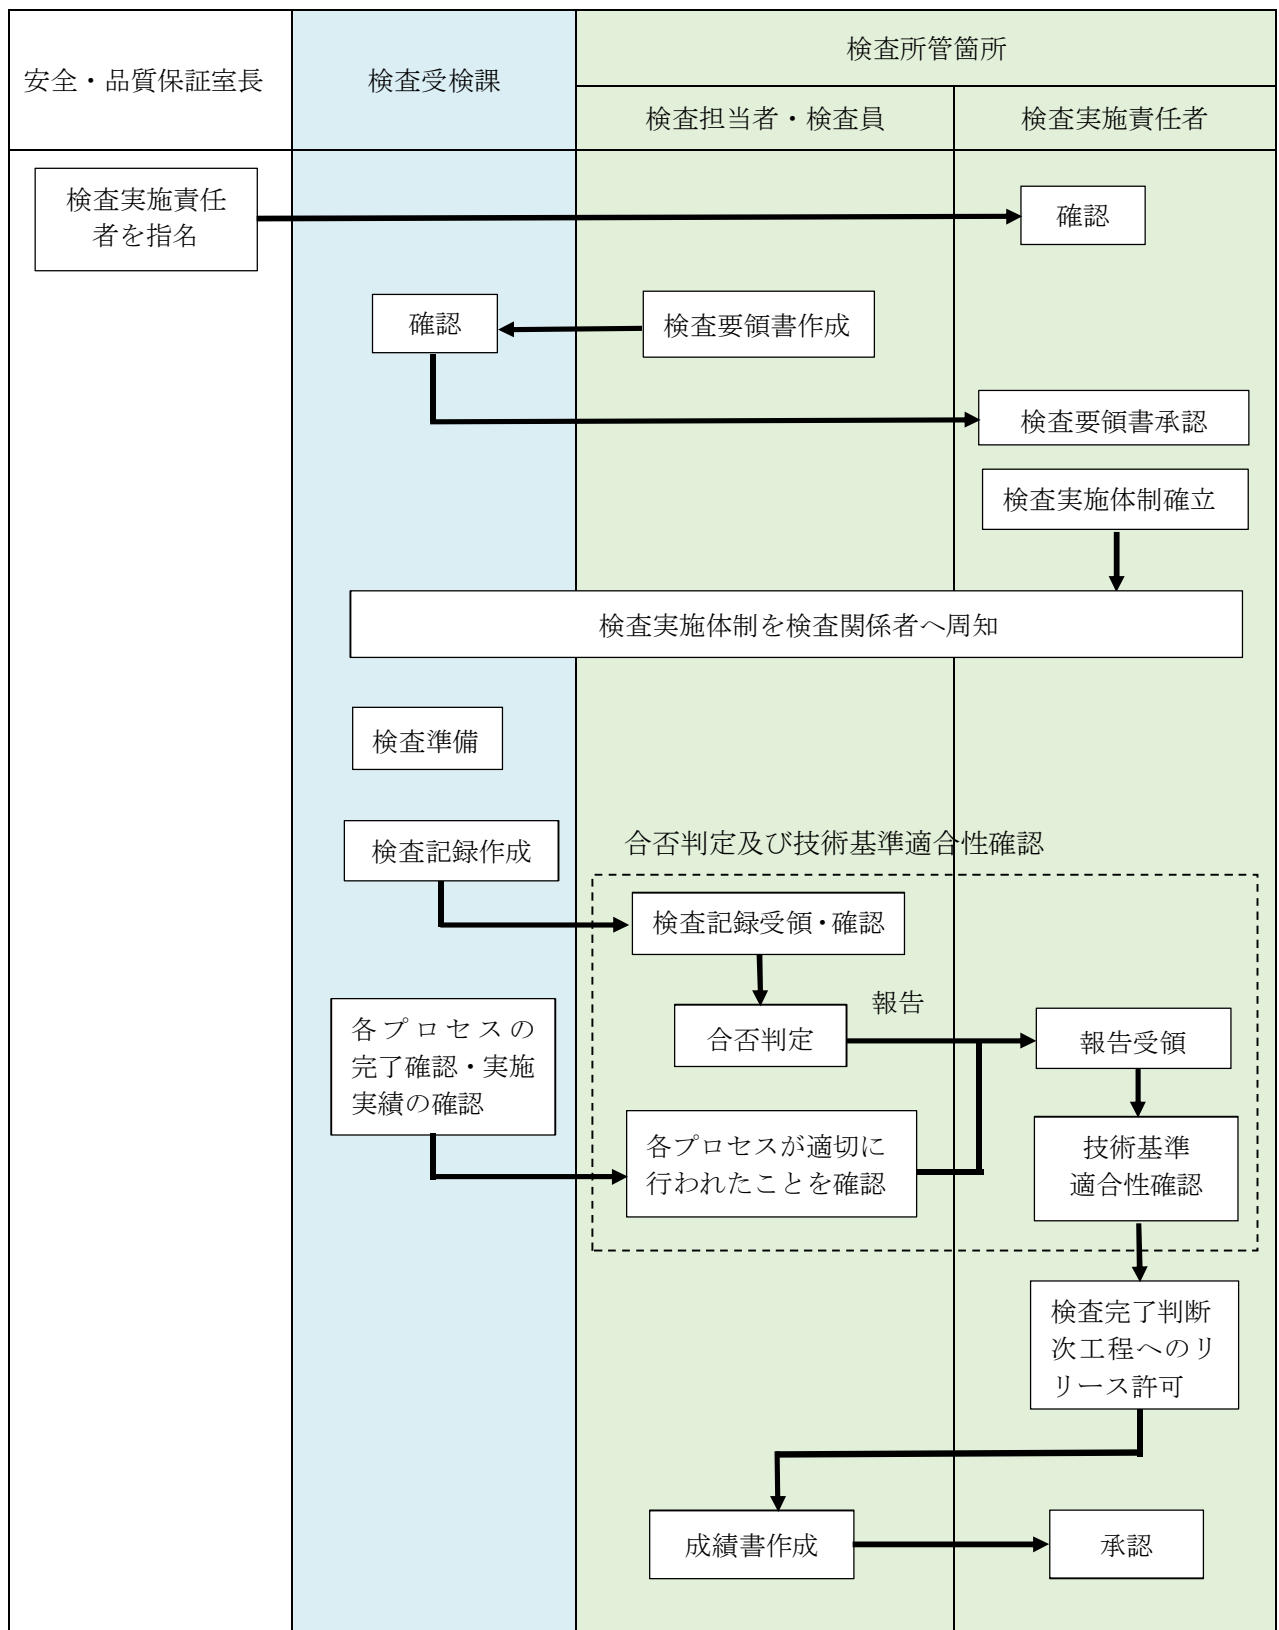 安全・品質保証室長
検査受検課
検査所管箇所
検査担当者・検査員
検査実施責任者
検査実施責任
者を指名
確認
確認
検査要領書作成
検査要領書承認
検査実施体制確立
検査実施体制を検査関係者へ周知
検査準備
検査記録作成
合否判定及び技術基準適合性確認
検査記録受領・確認
各プロセスの
完了確認・実施
実績の確認
合否判定
報告
報告受領
各プロセスが適切に
行われたことを確認
技術基準
適合性確認
検査完了判断
次工程へのリ
リース許可
成績書作成
承認